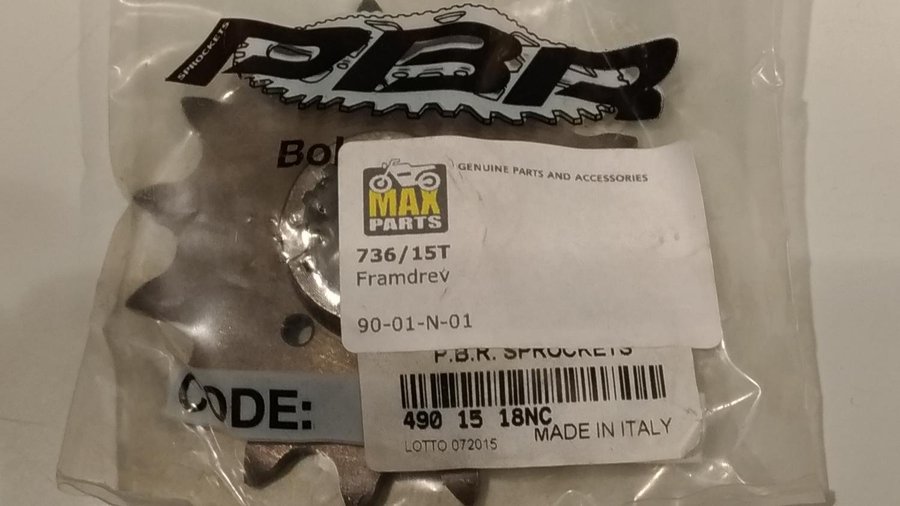 SPROCKETS
PBR
Bol
GENUINE PARTS AND ACCESSORIES
MAX
PARTS
736/15T
Framdrev
90-01-N-01
P.B.R. SPROCKETS
CODE:
490 15 18NC
LOTTO 072015
MADE IN ITALY